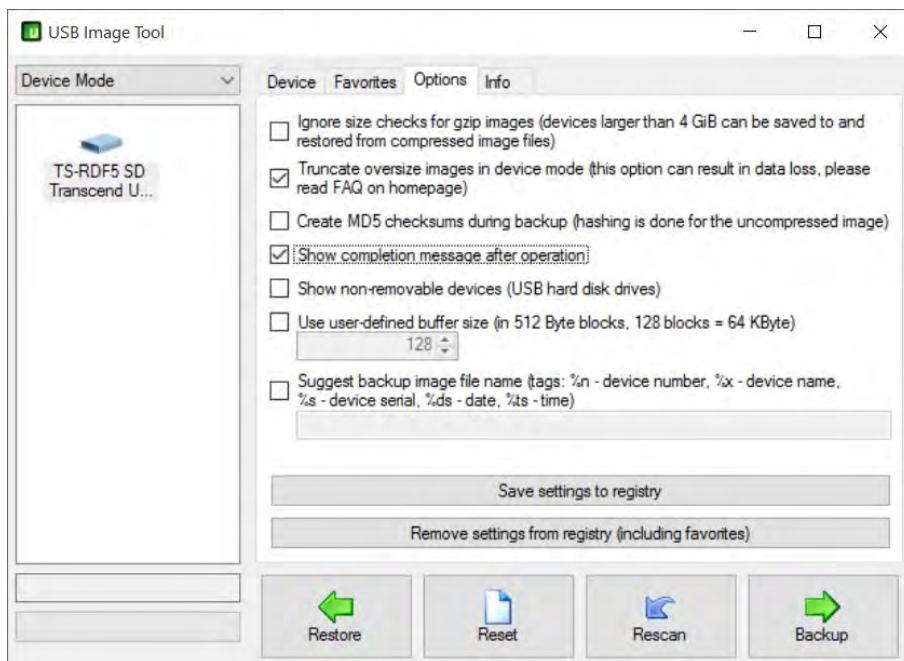 USB Image Tool
Device Mode
TS-RDF5 SD
Transcend U...
Device
Favorites
Options
Info
Ignore size checks for gzip images (devices larger than 4 GiB can be saved to and
restored from compressed image files)
Truncate oversize images in device mode (this option can result in data loss, please
read FAQ on homepage)
Create MD5 checksums during backup (hashing is done for the uncompressed image)
Show completion message after operation
Show non-removable devices (USB hard disk drives)
Use user-defined buffer size (in 512 Byte blocks, 128 blocks = 64 KByte)
128
Suggest backup image file name (tags: %n - device number, %x - device name,
%s - device serial, %ds - date, %ts - time)
Save settings to registry
Remove settings from registry (including favorites)
Restore
Reset
Rescan
Backup